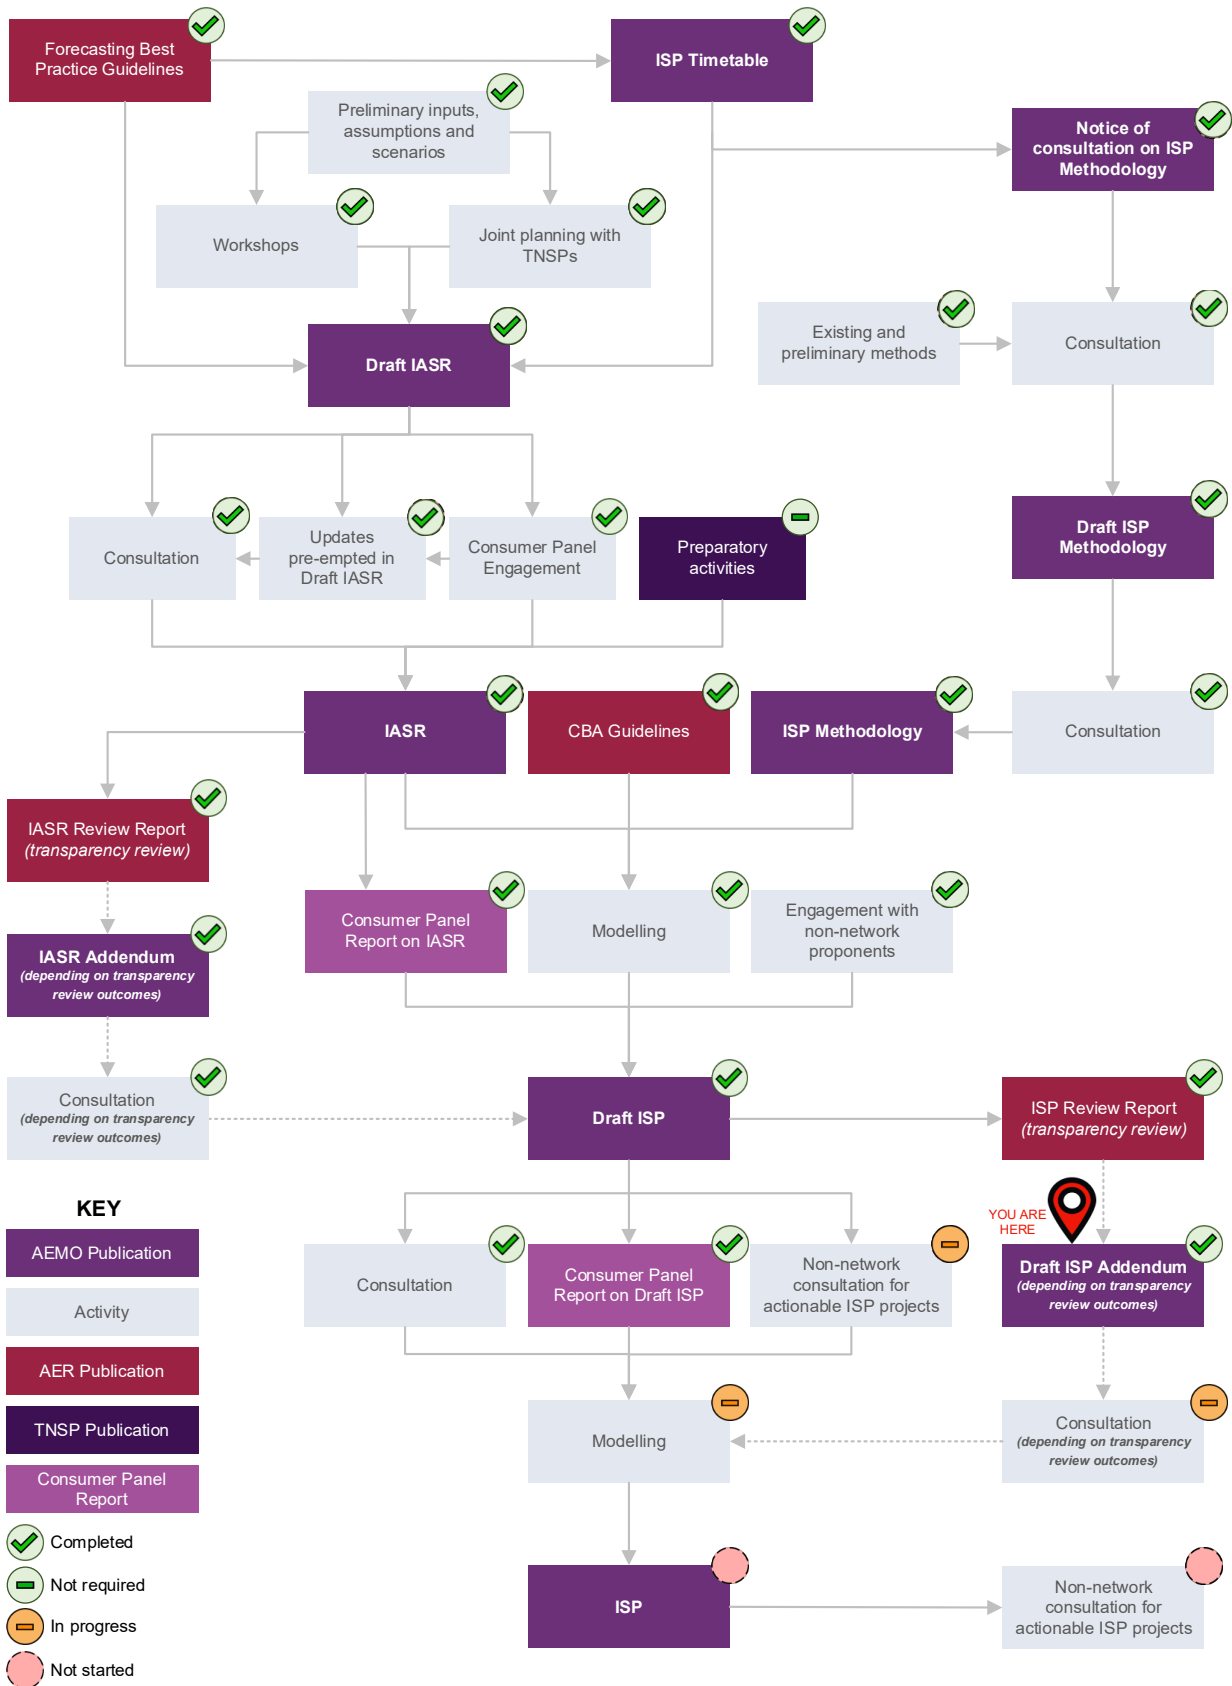 Forecasting Best
Practice Guidelines
ISP Timetable
Preliminary inputs,
assumptions and
scenarios
Notice of
consultation on ISP
Methodology
Workshops
Joint planning with
TNSPs
Existing and
preliminary methods
Consultation
Draft IASR
Consultation
Updates
pre-empted in
Draft IASR
Consumer Panel
Engagement
Preparatory
activities
Draft ISP
Methodology
IASR
CBA Guidelines
ISP Methodology
Consultation
IASR Review Report
(transparency review)
Consumer Panel
Report on IASR
Modelling
Engagement with
non-network
proponents
IASR Addendum
(depending on transparency
review outcomes)
Consultation
(depending on transparency
review outcomes)
Draft ISP
ISP Review Report
(transparency review)
YOU ARE
HERE
Consultation
Consumer Panel
Report on Draft ISP
Non-network
consultation for
actionable ISP projects
Draft ISP Addendum
(depending on transparency
review outcomes)
Modelling
Consultation
(depending on transparency
review outcomes)
ISP
Non-network
consultation for
actionable ISP projects
KEY
AEMO Publication
Activity
AER Publication
TNSP Publication
Consumer Panel
Report
Completed
Not required
In progress
Not started